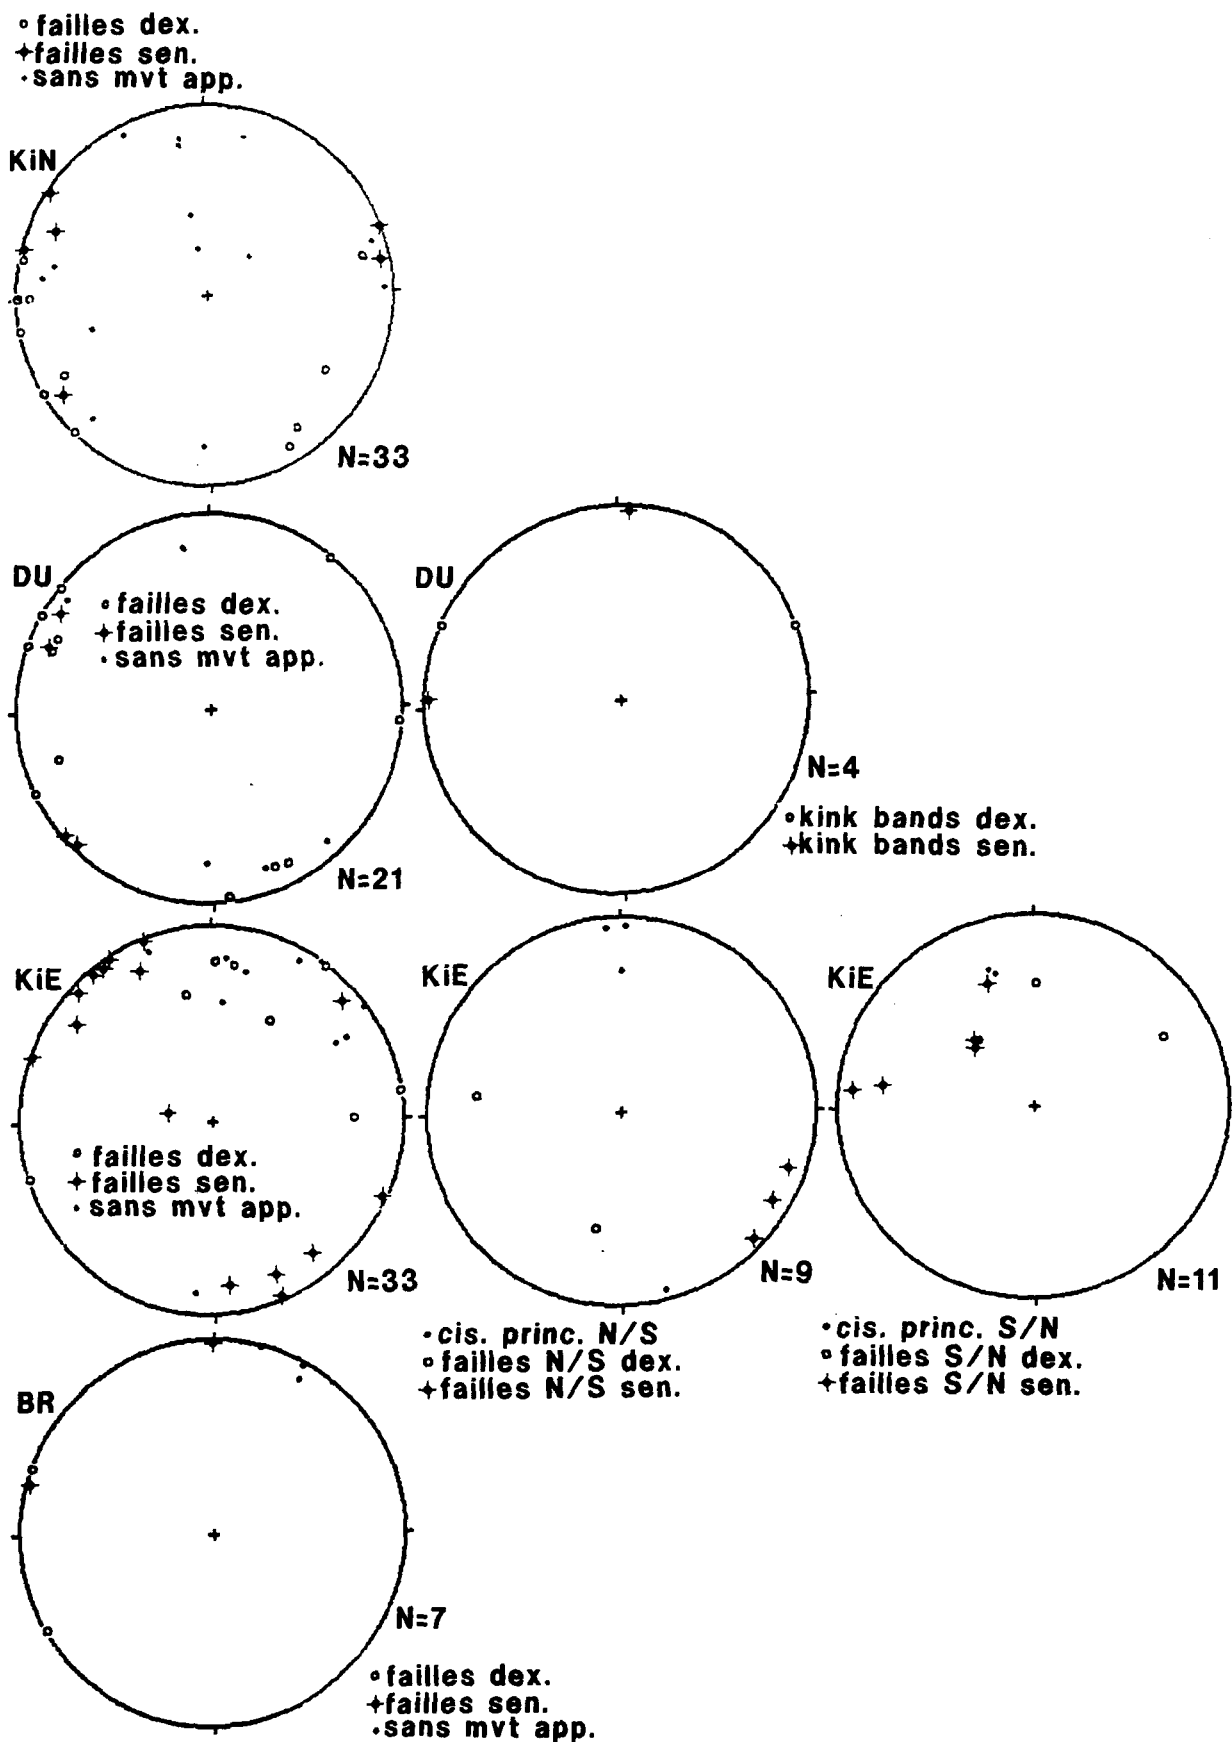 failles dex.
failles sen.
sans mvt app.
KiN
N=33
DU
failles dex.
failles sen.
sans mvt app.
N=21
DU
N=4
kink bands dex.
kink bands sen.
KiE
failles dex.
failles sen.
sans mvt app.
N=33
KiE
N=9
cis. princ. N/S
failles N/S dex.
failles N/S sen.
KiE
N=11
cis. princ. S/N
failles S/N dex.
failles S/N sen.
BR
N=7
failles dex.
failles sen.
sans mvt app.